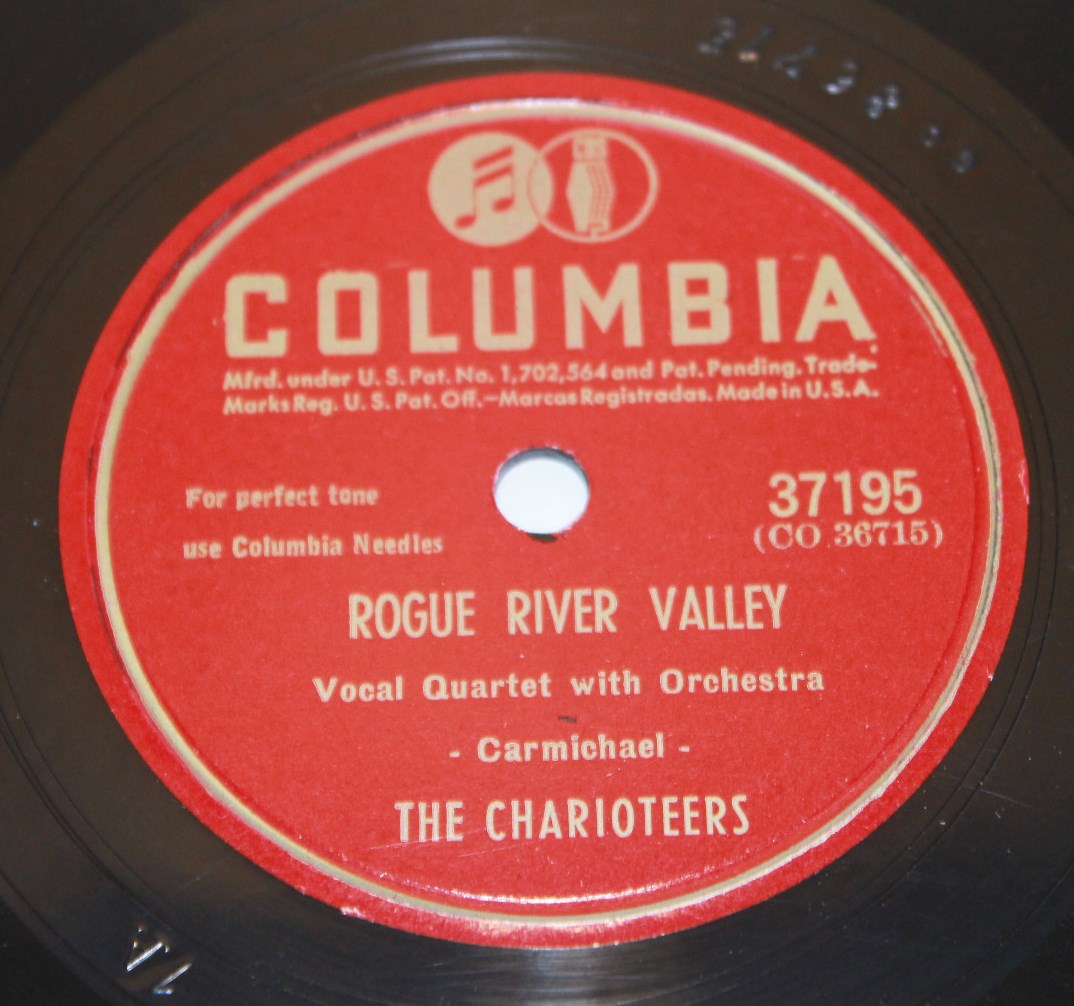 CBS
COLUMBIA
Mfrd. under U. S. Pat. No. 1,702,564 and Pat. Pending. Trade-
Marks Reg. U. S. Pat. Off.—Marcas Registradas. Made in U.S.A.
For perfect tone
use Columbia Needles
37195
(CO 36715)
ROGUE RIVER VALLEY
Vocal Quartet with Orchestra
- Carmichael -
THE CHARIOTEERS
1A